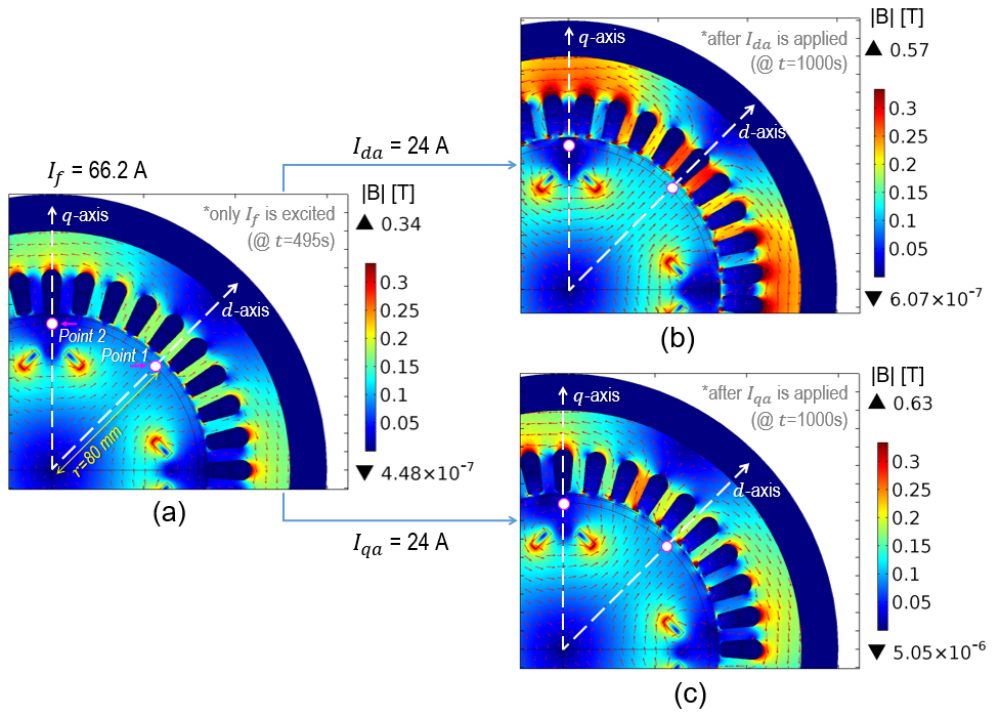 |B| [T]
q-axis
*after I_da is applied
(@ t=1000s)
0.57
0.3
0.25
0.2
0.15
0.1
0.05
6.07×10⁻⁷
d-axis
(b)
I_da = 24 A
I_f = 66.2 A
|B| [T]
q-axis
*only I_f is excited
(@ t=495s)
0.34
0.3
0.25
0.2
0.15
0.1
0.05
4.48×10⁻⁷
d-axis
Point 2
Point 1
r=80 mm
(a)
I_qa = 24 A
|B| [T]
q-axis
*after I_qa is applied
(@ t=1000s)
0.63
0.3
0.25
0.2
0.15
0.1
0.05
5.05×10⁻⁶
d-axis
(c)